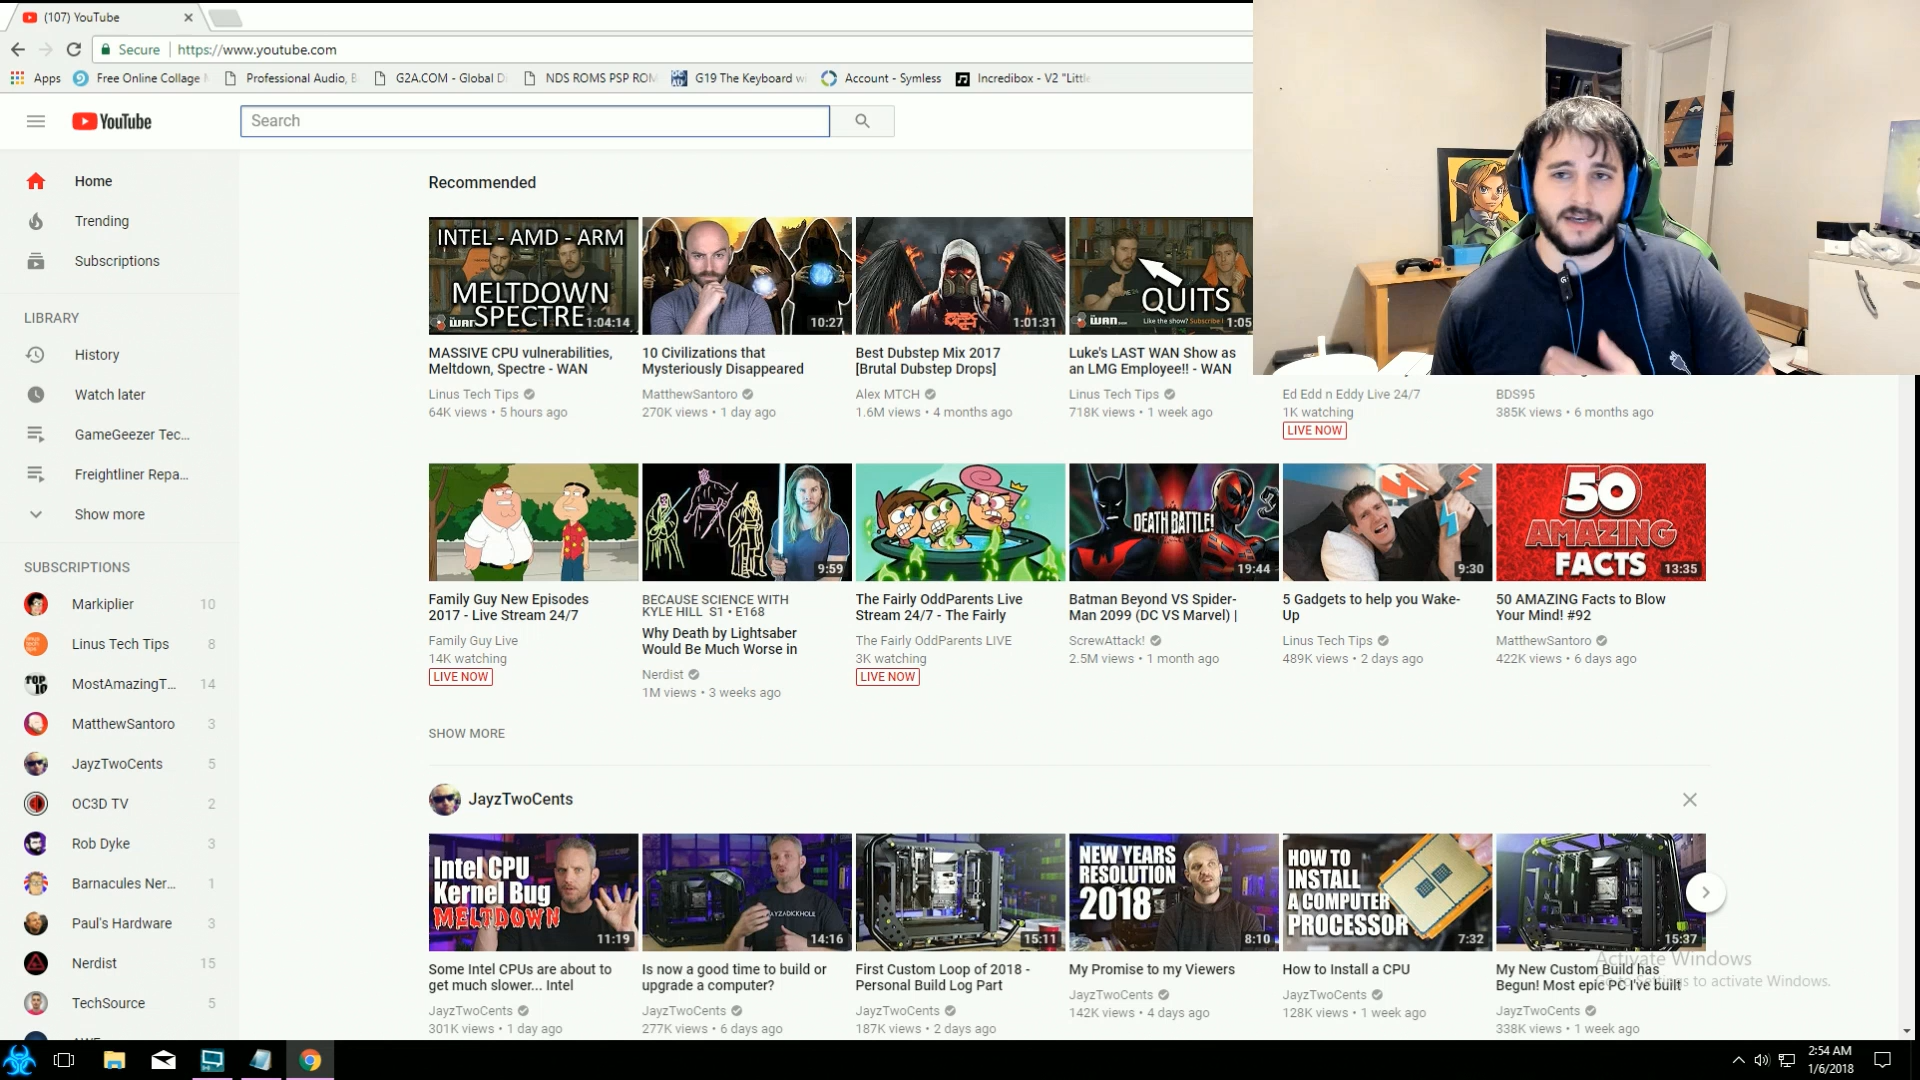 (107) YouTube
Secure
https://www.youtube.com
Apps
Free Online Collage
Professional Audio,
G2A.COM - Global
NDS ROMS PSP ROM
G19 The Keyboard
Account - Symless
Incredibox - V2 "Little
YouTube
Search
Home
Trending
Subscriptions
LIBRARY
History
Watch later
GameGeezer Tec...
Freightliner Repa...
Show more
SUBSCRIPTIONS
Markiplier 10
Linus Tech Tips 8
MostAmazingT... 14
MatthewSantoro 3
JayzTwoCents 5
OC3D TV 2
Rob Dyke 3
Barnacules Ner... 1
Paul's Hardware 3
Nerdist 15
TechSource 5
Recommended
INTEL - AMD - ARM
MELTDOWN
SPECTRE
1:04:14
MASSIVE CPU vulnerabilities,
Meltdown, Spectre - WAN
Linus Tech Tips
64K views • 5 hours ago
10:27
10 Civilizations that
Mysteriously Disappeared
MatthewSantoro
270K views • 1 day ago
1:01:31
Best Dubstep Mix 2017
[Brutal Dubstep Drops]
Alex MTCH
1.6M views • 4 months ago
QUITS
Like the show? Subscribe
1:05
Luke's LAST WAN Show as
an LMG Employee!! - WAN
Linus Tech Tips
718K views • 1 week ago
Ed Edd n Eddy Live 24/7
1K watching
LIVE NOW
BDS95
385K views • 6 months ago
Family Guy New Episodes
2017 - Live Stream 24/7
Family Guy Live
14K watching
LIVE NOW
9:59
BECAUSE SCIENCE WITH
KYLE HILL S1 • E168
Why Death by Lightsaber
Would Be Much Worse in
Nerdist
1M views • 3 weeks ago
The Fairly OddParents Live
Stream 24/7 - The Fairly
The Fairly OddParents LIVE
3K watching
LIVE NOW
DEATH BATTLE!
19:44
Batman Beyond VS Spider-
Man 2099 (DC VS Marvel) |
ScrewAttack!
2.5M views • 1 month ago
9:30
5 Gadgets to help you Wake-
Up
Linus Tech Tips
489K views • 2 days ago
50
AMAZING
FACTS
13:35
50 AMAZING Facts to Blow
Your Mind! #92
MatthewSantoro
422K views • 6 days ago
SHOW MORE
JayzTwoCents
Intel CPU
Kernel Bug
MELTDOWN
11:19
Some Intel CPUs are about to
get much slower... Intel
JayzTwoCents
301K views • 1 day ago
14:16
Is now a good time to build or
upgrade a computer?
JayzTwoCents
277K views • 6 days ago
15:11
First Custom Loop of 2018 -
Personal Build Log Part
JayzTwoCents
187K views • 2 days ago
NEW YEARS
RESOLUTION
2018
8:10
My Promise to my Viewers
JayzTwoCents
142K views • 4 days ago
HOW TO
INSTALL
A COMPUTER
PROCESSOR
7:32
How to Install a CPU
JayzTwoCents
128K views • 1 week ago
15:37
My New Custom Build has
Begun! Most epic PC I've built
JayzTwoCents
338K views • 1 week ago
Activate Windows
Go to Settings to activate Windows.
2:54 AM
1/6/2018